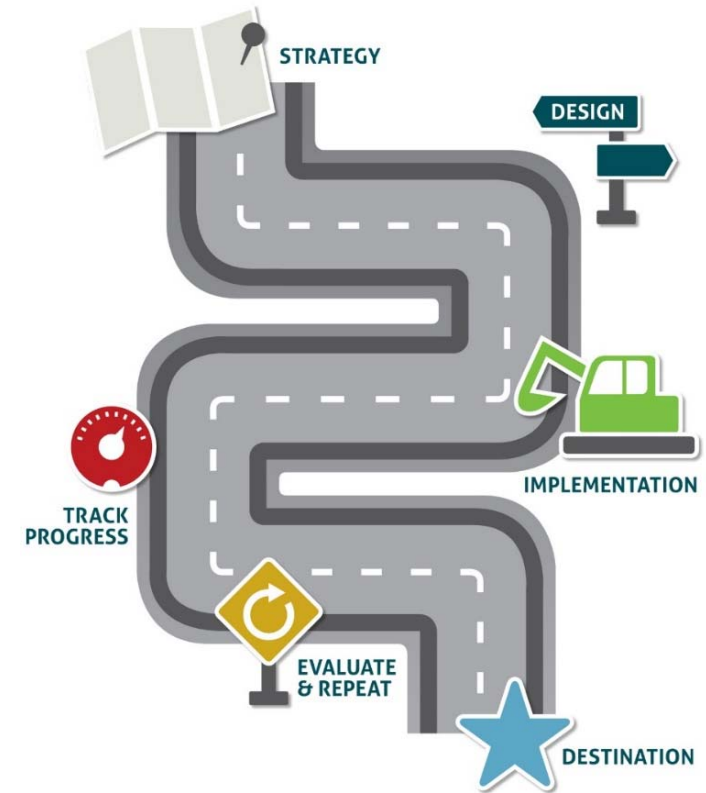 STRATEGY
DESIGN
IMPLEMENTATION
TRACK
PROGRESS
EVALUATE
& REPEAT
DESTINATION